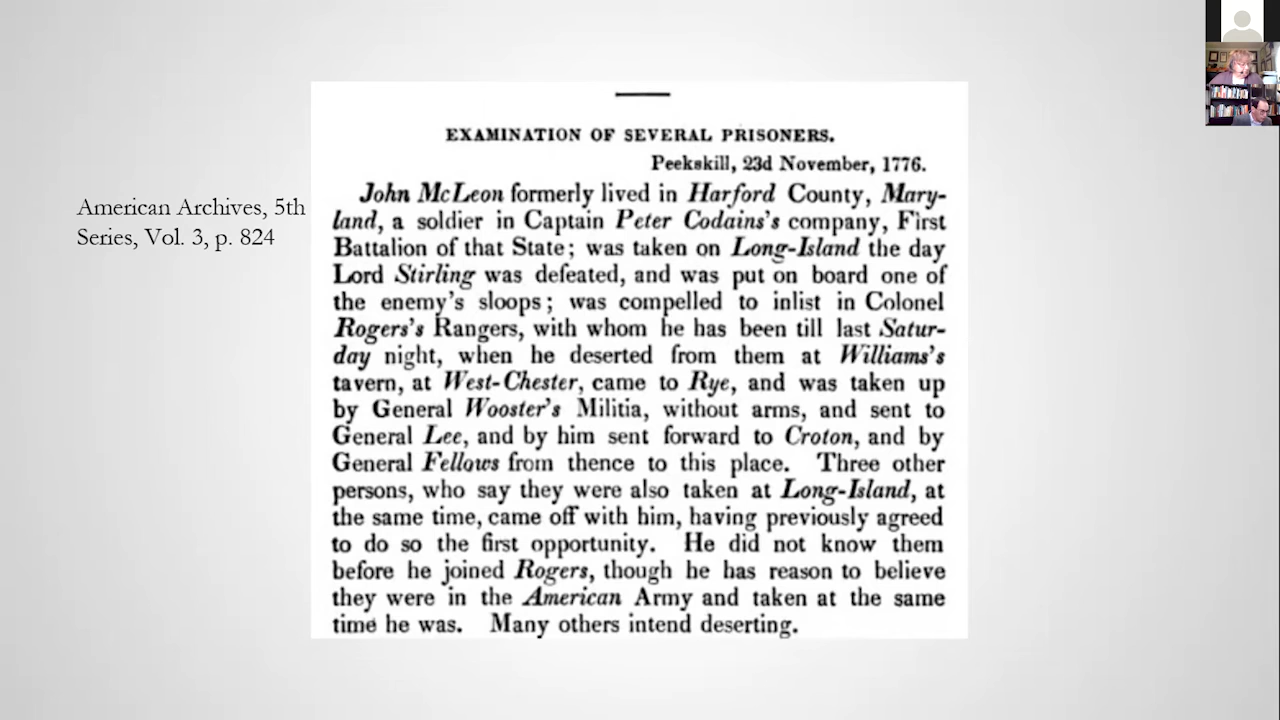 American Archives, 5th
Series, Vol. 3, p. 824
EXAMINATION OF SEVERAL PRISONERS.
Peekskill, 23d November, 1776.
John McLeon formerly lived in Harford County, Mary-
land, a soldier in Captain Peter Codains's company, First
Battalion of that State; was taken on Long-Island the day
Lord Stirling was defeated, and was put on board one of
the enemy's sloops; was compelled to inlist in Colonel
Rogers's Rangers, with whom he has been till last Satur-
day night, when he deserted from them at Williams's
tavern, at West-Chester, came to Rye, and was taken up
by General Wooster's Militia, without arms, and sent to
General Lee, and by him sent forward to Croton, and by
General Fellows from thence to this place. Three other
persons, who say they were also taken at Long-Island, at
the same time, came off with him, having previously agreed
to do so the first opportunity. He did not know them
before he joined Rogers, though he has reason to believe
they were in the American Army and taken at the same
time he was. Many others intend deserting.